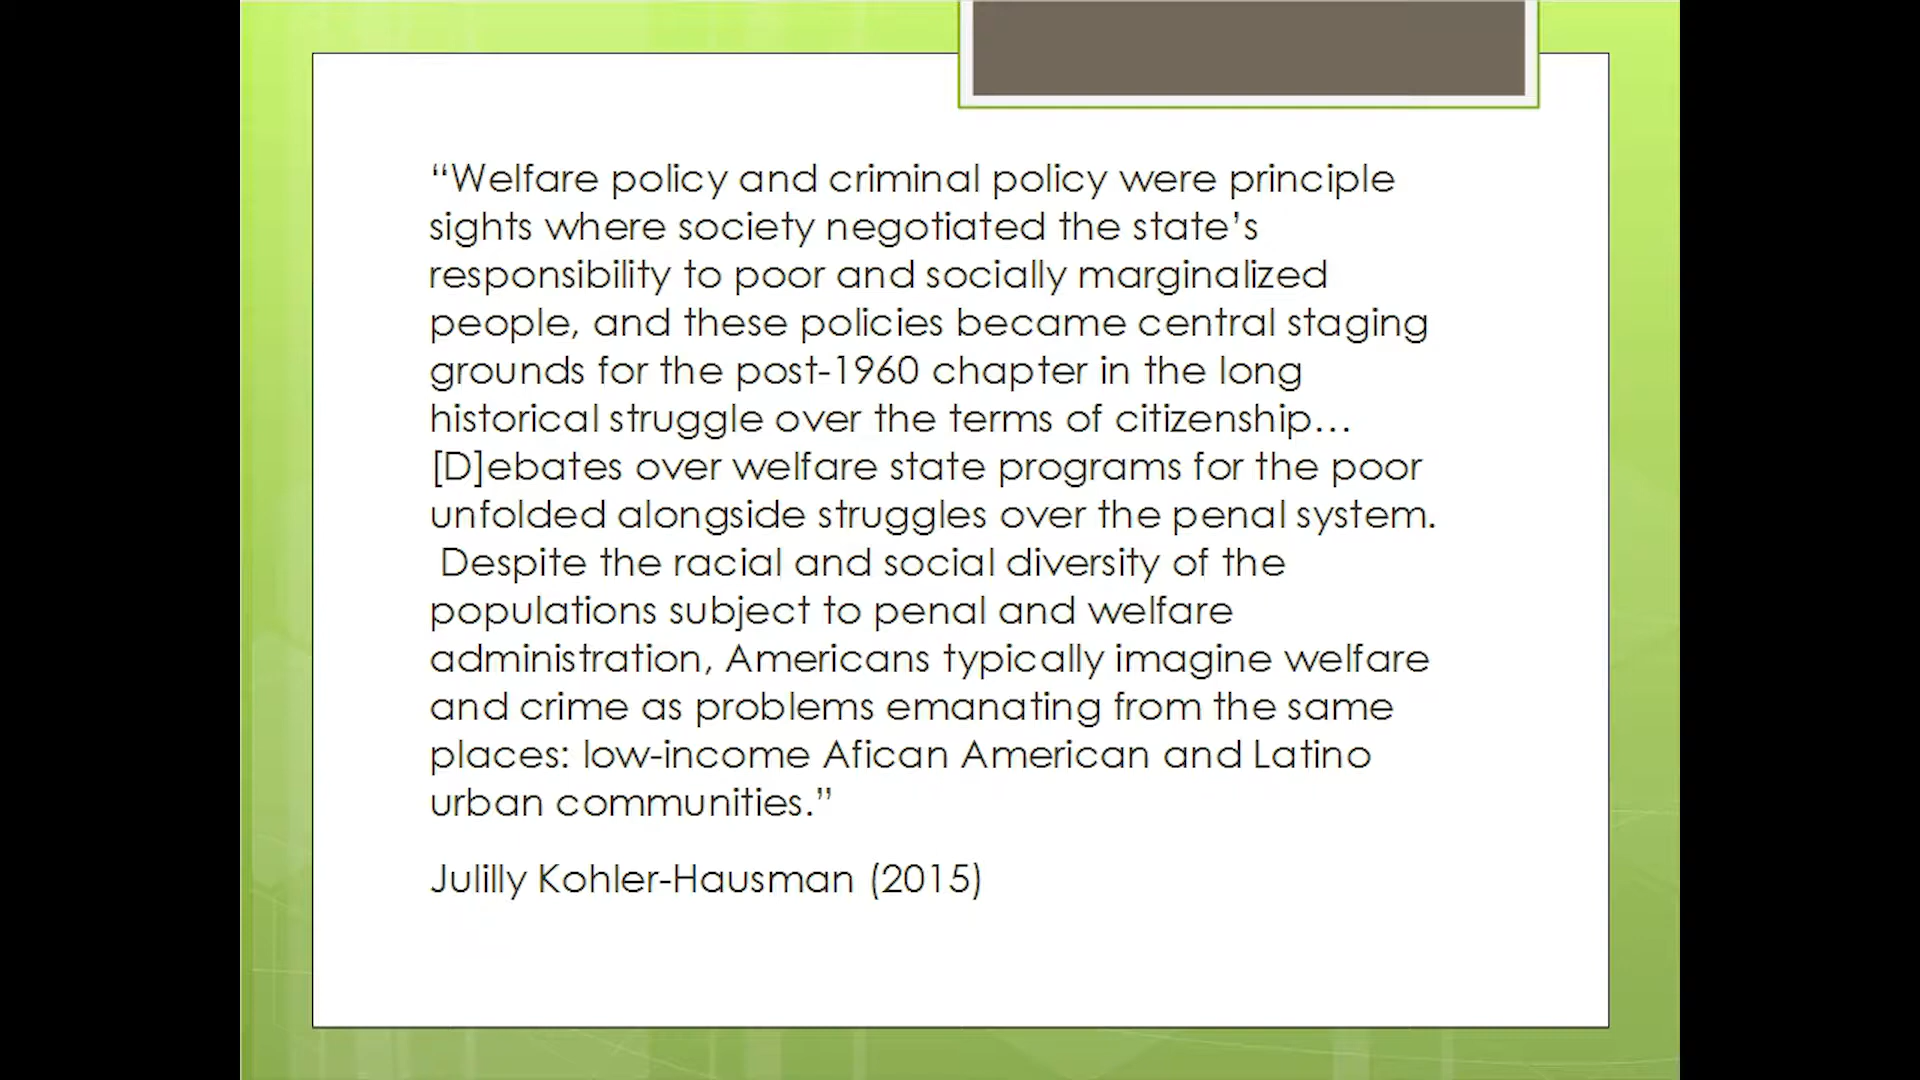 “Welfare policy and criminal policy were principle
sights where society negotiated the state’s
responsibility to poor and socially marginalized
people, and these policies became central staging
grounds for the post-1960 chapter in the long
historical struggle over the terms of citizenship…
[D]ebates over welfare state programs for the poor
unfolded alongside struggles over the penal system.
Despite the racial and social diversity of the
populations subject to penal and welfare
administration, Americans typically imagine welfare
and crime as problems emanating from the same
places: low-income Afican American and Latino
urban communities.”
Julilly Kohler-Hausman (2015)